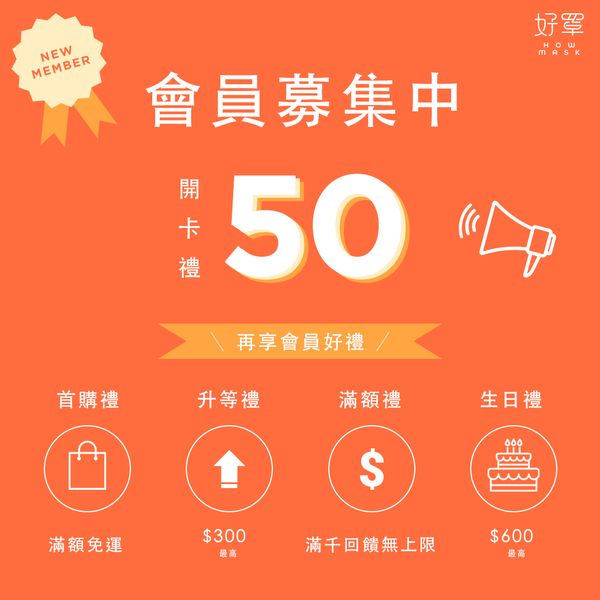 NEW
MEMBER
好罩
HOW
MASK
會員募集中
開卡禮
50
再享會員好禮
首購禮
升等禮
滿額禮
生日禮
$
滿額免運
$300
最高
滿千回饋無上限
$600
最高